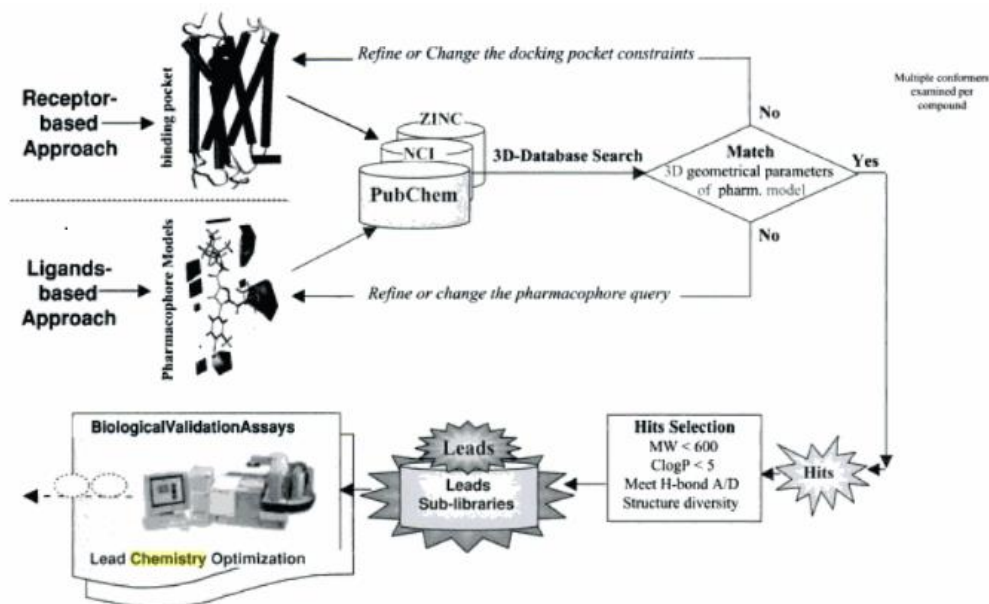 Refine or Change the docking pocket constraints
Receptor-
based
Approach
binding pocket
ZINC
NCI
PubChem
3D-Database Search
No
Match
3D geometrical parameters
of pharm. model
Yes
Multiple conformers
examined per
compound
No
Ligands-
based
Approach
Pharmacophore Models
Refine or change the pharmacophore query
BiologicalValidationAssays
Lead Chemistry Optimization
Leads
Leads
Sub-libraries
Hits Selection
MW < 600
ClogP < 5
Meet H-bond A/D
Structure diversity
Hits